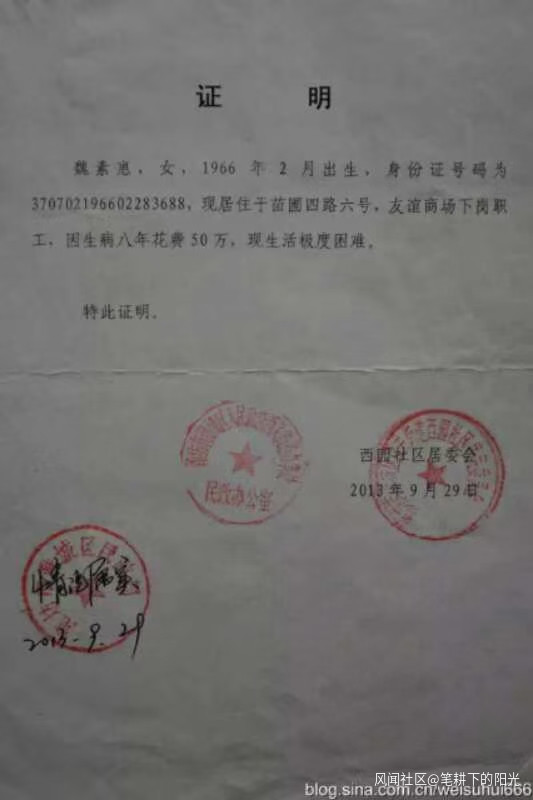 证 明
魏素惠，女，1966 年 2 月出生，身份证号码为
370702196602283688，现居住于苗圃四路六号，友谊商场下岗职
工，因生病八年花费 50 万，现生活极度困难。
特此证明。
民政办公室
西园社区居委会
2013 年 9 月 29 日
情况属实
2013.9.29
风闻社区@笔耕下的阳光
blog.sina.com.cn/weisuhui666